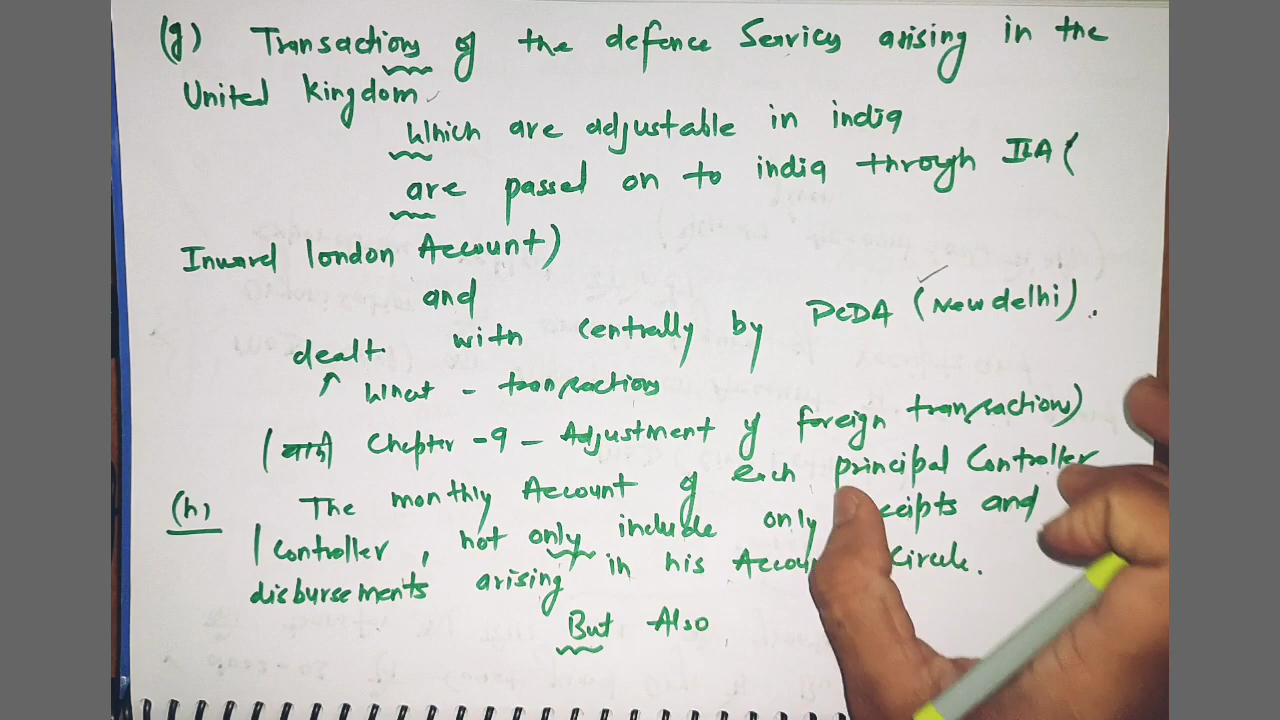 (g) Transactions of the defence Services arising in the
United kingdom
Which are adjustable in india
are passed on to india through ILA (
Inward london Account)
and
dealt with centrally by PCDA (New delhi).
What - transactions
(यानी Chapter -9 - Adjustment of foreign transactions)
(h) The monthly Account of each principal Controller
/ Controller, not only include only and
disbursements arising in his Circle.
But Also